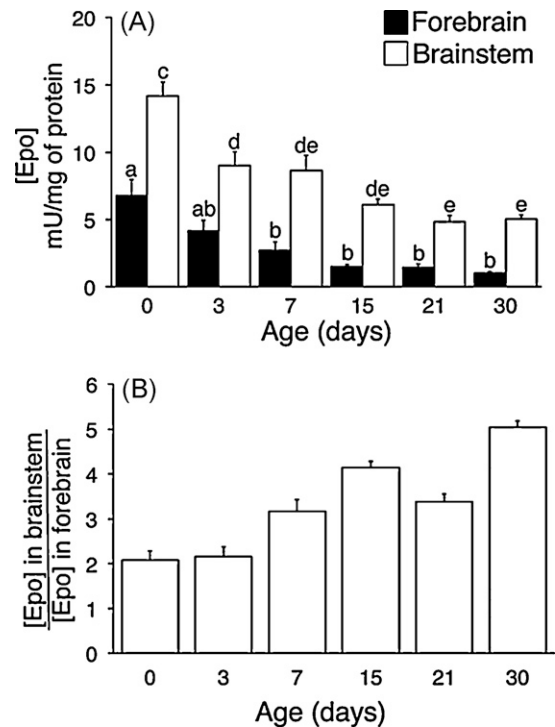 (A)
Forebrain
Brainstem
20
15
10
5
0
[Epo]
mU/mg of protein
a
c
ab
d
b
de
b
de
b
e
b
e
0 3 7 15 21 30
Age (days)
(B)
6
5
4
3
2
1
0
[Epo] in brainstem
[Epo] in forebrain
0 3 7 15 21 30
Age (days)